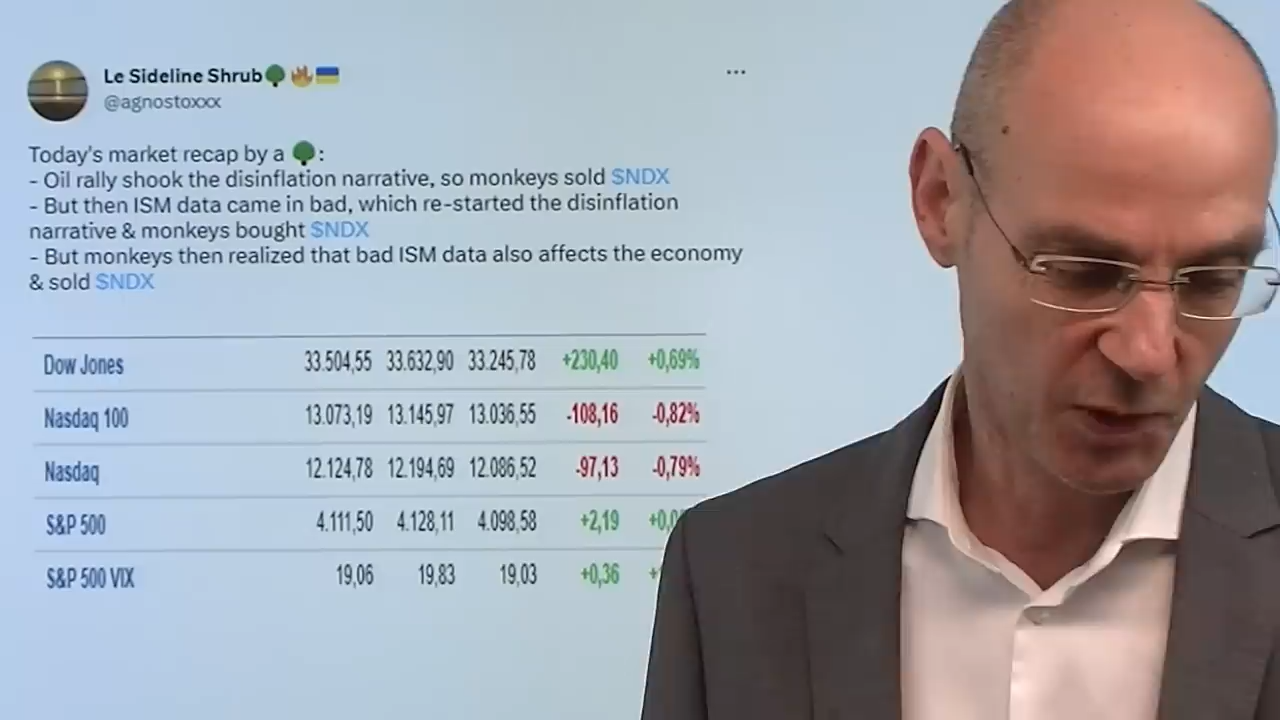 Le Sideline Shrub🌳🔥🇺🇦
@agnostoxxx
...
Today's market recap by a 🌳:
- Oil rally shook the disinflation narrative, so monkeys sold $NDX
- But then ISM data came in bad, which re-started the disinflation
narrative & monkeys bought $NDX
- But monkeys then realized that bad ISM data also affects the economy
& sold $NDX
Dow Jones 33.504,55 33.632,90 33.245,78 +230,40 +0,69%
Nasdaq 100 13.073,19 13.145,97 13.036,55 -108,16 -0,82%
Nasdaq 12.124,78 12.194,69 12.086,52 -97,13 -0,79%
S&P 500 4.111,50 4.128,11 4.098,58 +2,19
S&P 500 VIX 19,06 19,83 19,03 +0,36